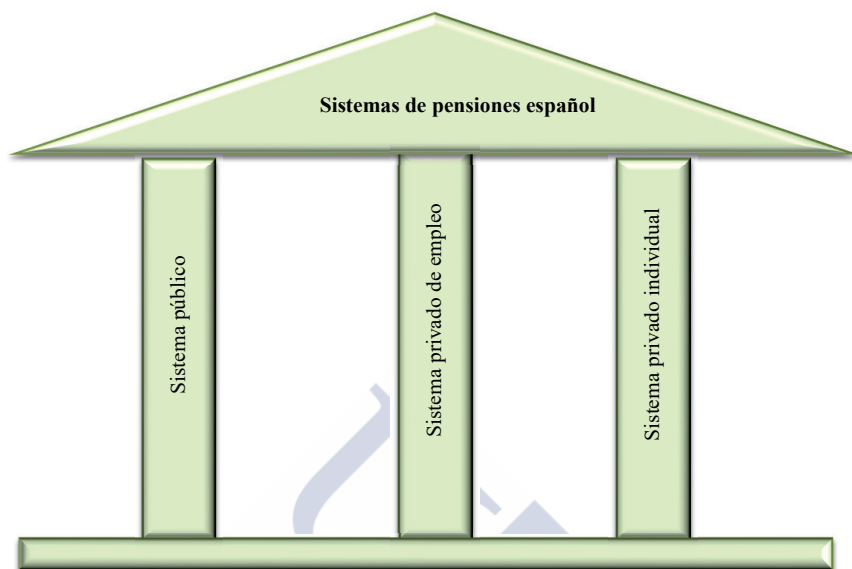 Sistemas de pensiones español
Sistema público
Sistema privado de empleo
Sistema privado individual